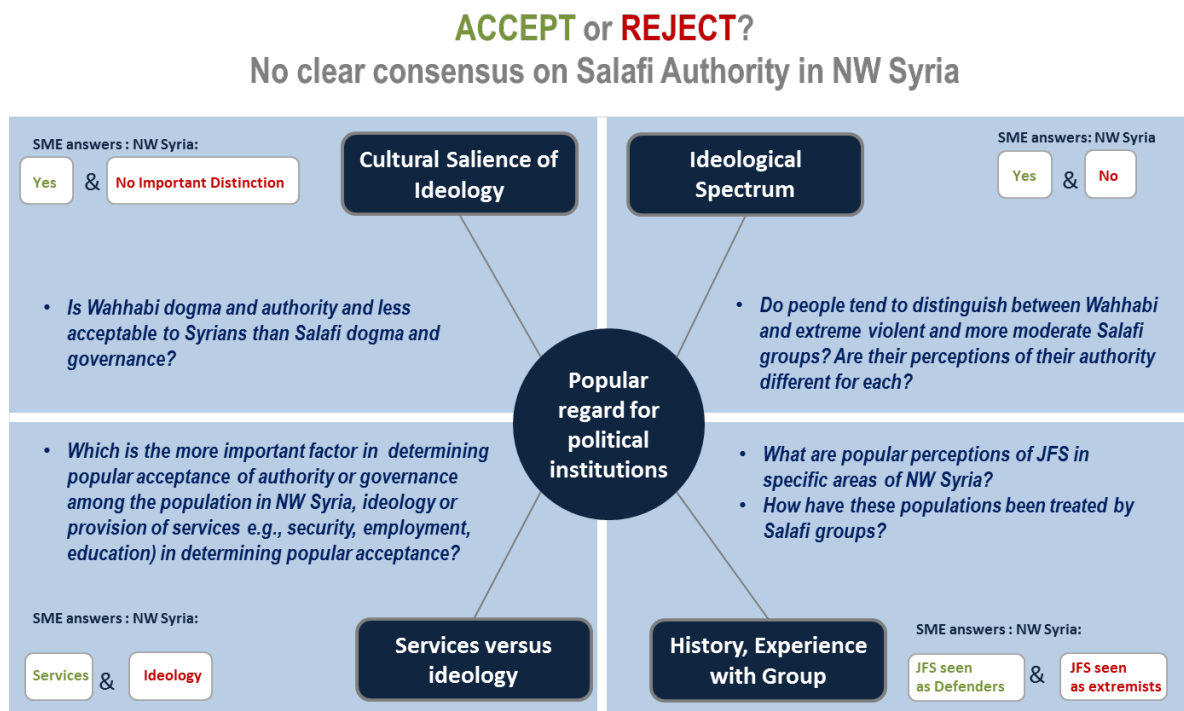 ACCEPT or REJECT?
No clear consensus on Salafi Authority in NW Syria
SME answers : NW Syria:
Yes & No Important Distinction
Cultural Salience of
Ideology
• Is Wahhabi dogma and authority and less
acceptable to Syrians than Salafi dogma and
governance?
Ideological
Spectrum
SME answers: NW Syria
Yes & No
• Do people tend to distinguish between Wahhabi
and extreme violent and more moderate Salafi
groups? Are their perceptions of their authority
different for each?
Popular
regard for
political
institutions
• Which is the more important factor in determining
popular acceptance of authority or governance
among the population in NW Syria, ideology or
provision of services e.g., security, employment,
education) in determining popular acceptance?
SME answers : NW Syria:
Services & Ideology
Services versus
ideology
• What are popular perceptions of JFS in
specific areas of NW Syria?
• How have these populations been treated by
Salafi groups?
History, Experience
with Group
SME answers : NW Syria:
JFS seen
as Defenders
&
JFS seen
as extremists